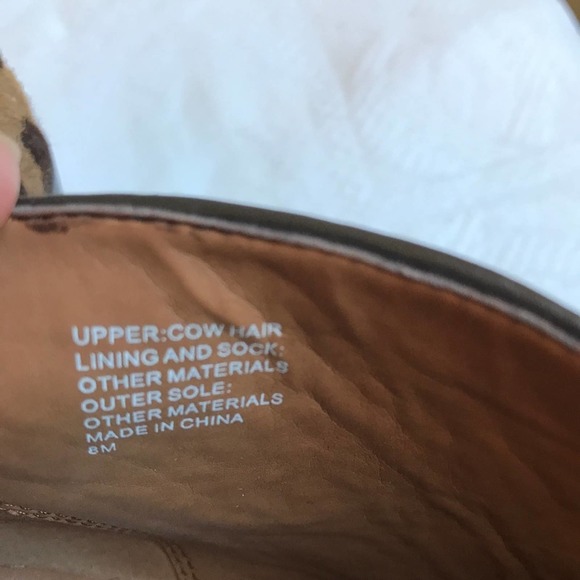 UPPER:COW HAIR
LINING AND SOCK:
OTHER MATERIALS
OUTER SOLE:
OTHER MATERIALS
MADE IN CHINA
8M